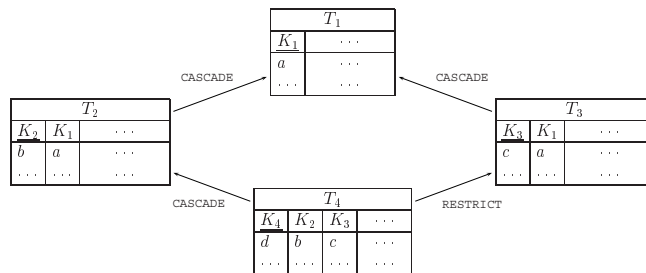 T₁
K₁ ...
a ...
... ...
CASCADE
CASCADE
T₂
K₂ K₁ ...
b a ...
... ... ...
T₃
K₃ K₁ ...
c a ...
... ... ...
CASCADE
RESTRICT
T₄
K₄ K₂ K₃ ...
d b c ...
... ... ... ...